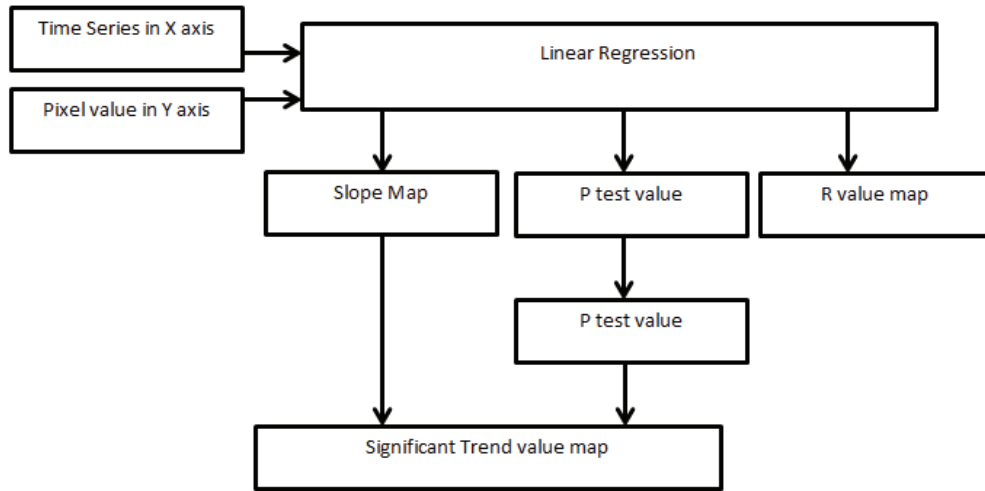 Time Series in X axis
Linear Regression
Pixel value in Y axis
Slope Map
P test value
R value map
P test value
Significant Trend value map